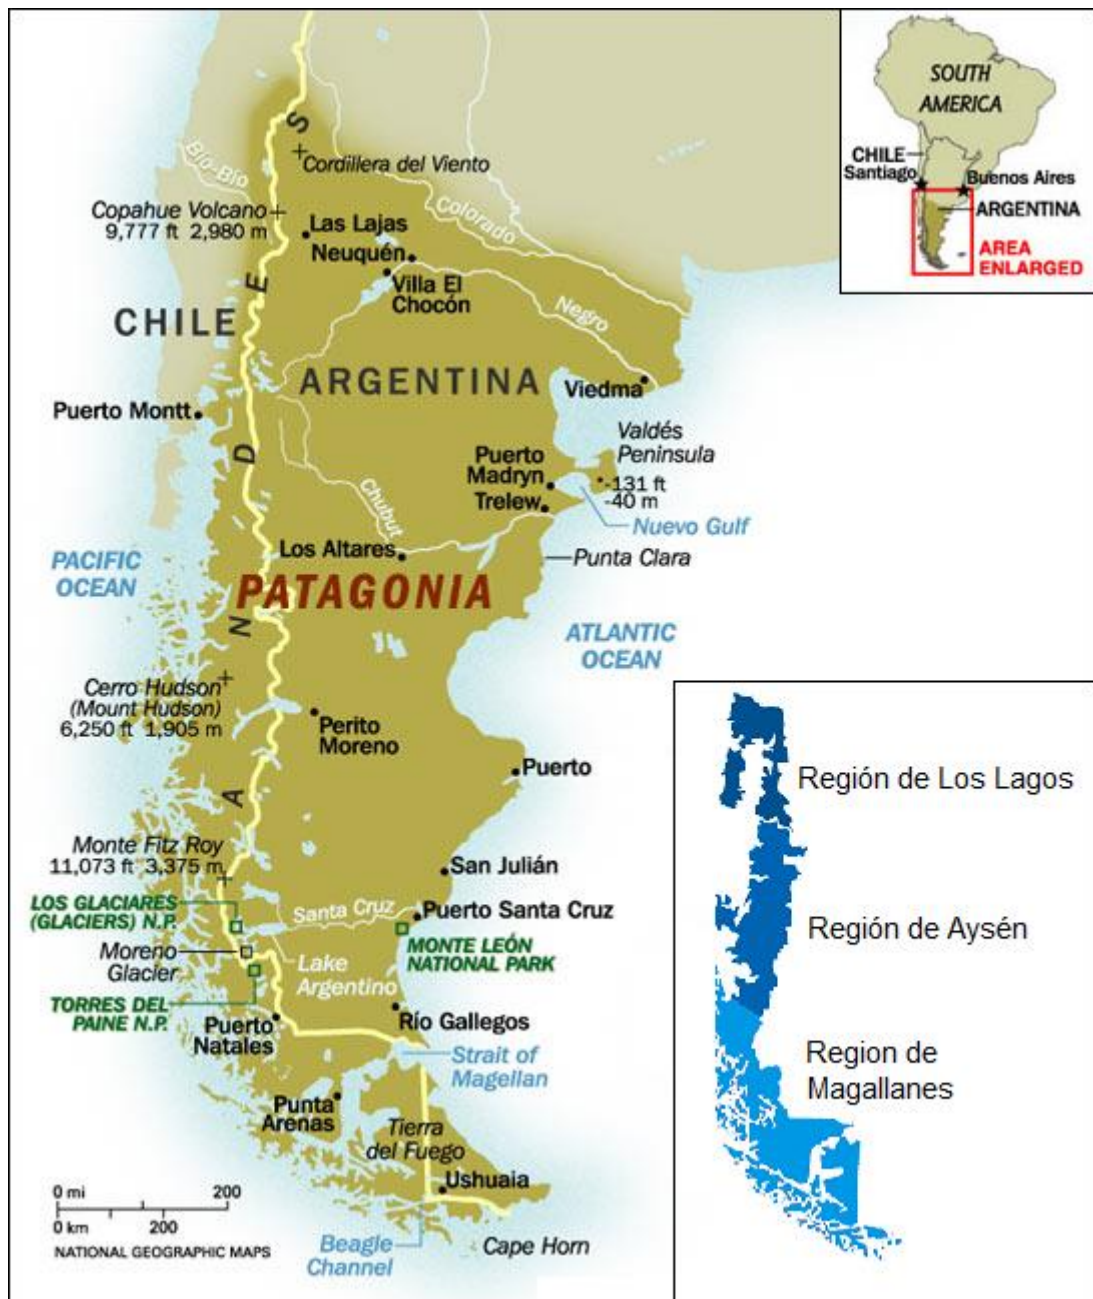 SOUTH
AMERICA
CHILE
Santiago
Buenos Aires
ARGENTINA
AREA
ENLARGED
S
Cordillera del Viento
Bío-Bío
Copahue Volcano
9,777 ft 2,980 m
Las Lajas
Colorado
Neuquén
Villa El
Chocón
E
Negro
CHILE
ARGENTINA
Viedma
Puerto Montt
D
Valdés
Peninsula
Puerto
Madryn
-131 ft
-40 m
Trelew
Chubut
Nuevo Gulf
Los Altares
Punta Clara
PACIFIC
OCEAN
PATAGONIA
N
ATLANTIC
OCEAN
Cerro Hudson
(Mount Hudson)
6,250 ft 1,905 m
Perito
Moreno
Puerto
A
Monte Fitz Roy
11,073 ft 3,375 m
San Julián
LOS GLACIARES
(GLACIERS) N.P.
Santa Cruz
Puerto Santa Cruz
Moreno
Glacier
Lake
Argentino
MONTE LEÓN
NATIONAL PARK
TORRES DEL
PAINE N.P.
Puerto
Natales
Río Gallegos
Strait of
Magellan
Punta
Arenas
Tierra
del Fuego
Ushuaia
0 mi 200
0 km 200
NATIONAL GEOGRAPHIC MAPS
Beagle
Channel
Cape Horn
Región de Los Lagos
Región de Aysén
Region de
Magallanes